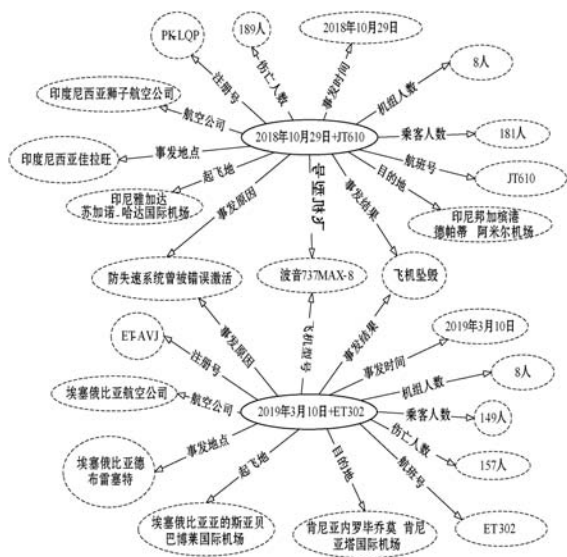 PK-LQP
189人
2018年10月29日
8人
注册号
伤亡人数
事发时间
机组人数
印度尼西亚狮子航空公司
航空公司
2018年10月29日+JT610
乘客人数
181人
印度尼西亚佳拉旺
事发地点
航班号
JT610
起飞地
目的地
印尼雅加达
苏加诺-哈达国际机场
印尼邦加槟港
德帕蒂 阿米尔机场
事发原因
飞机型号
事发结果
防失速系统曾被错误激活
波音737MAX-8
飞机坠毁
ET-AVJ
2019年3月10日
注册号
事发原因
飞机型号
事发结果
事发时间
8人
机组人数
埃塞俄比亚航空公司
航空公司
2019年3月10日+ET302
乘客人数
149人
伤亡人数
157人
埃塞俄比亚德
布雷塞特
事发地点
起飞地
目的地
航班号
ET302
埃塞俄比亚亚的斯亚贝
巴博莱国际机场
肯尼亚内罗毕乔莫 肯尼
亚塔国际机场